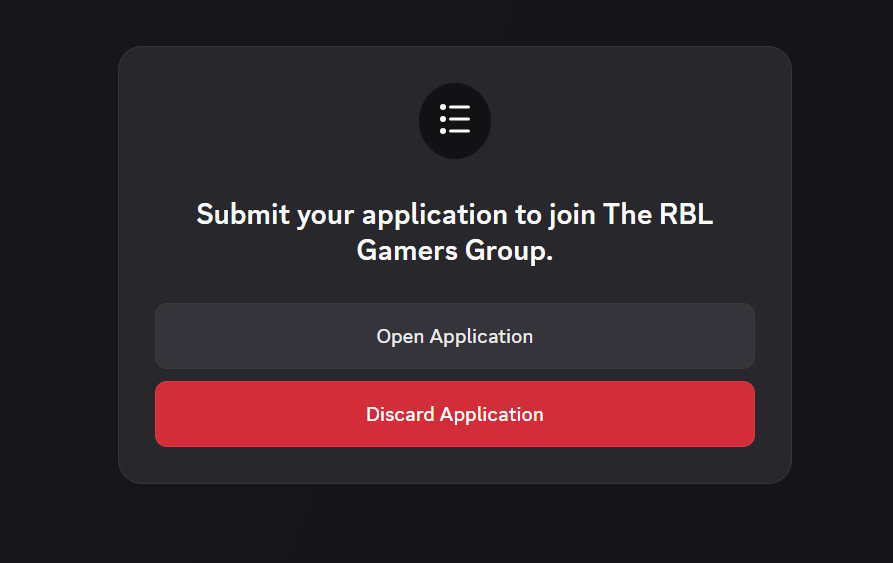 Submit your application to join The RBL
Gamers Group.
Open Application
Discard Application